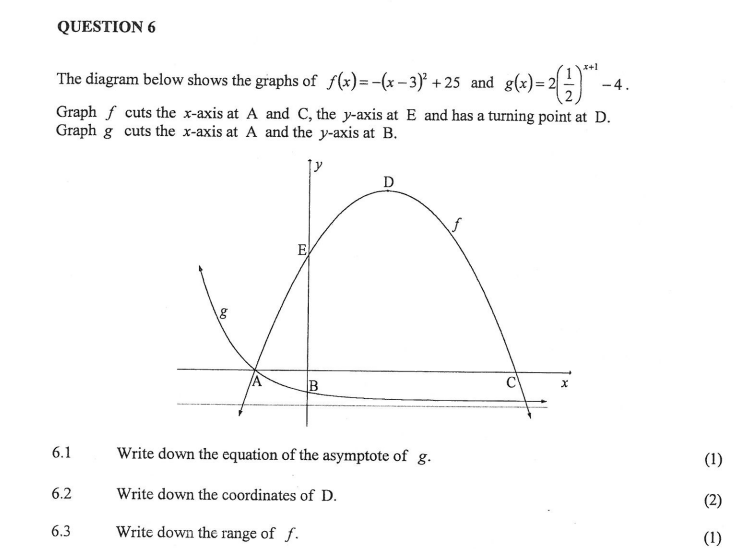 QUESTION 6
The diagram below shows the graphs of f(x) = −(x − 3)² + 25 and g(x) = 2(1/2)^(x+1) − 4.
Graph f cuts the x-axis at A and C, the y-axis at E and has a turning point at D.
Graph g cuts the x-axis at A and the y-axis at B.
y
D
f
E
g
A
B
C
x
6.1 Write down the equation of the asymptote of g. (1)
6.2 Write down the coordinates of D. (2)
6.3 Write down the range of f. (1)